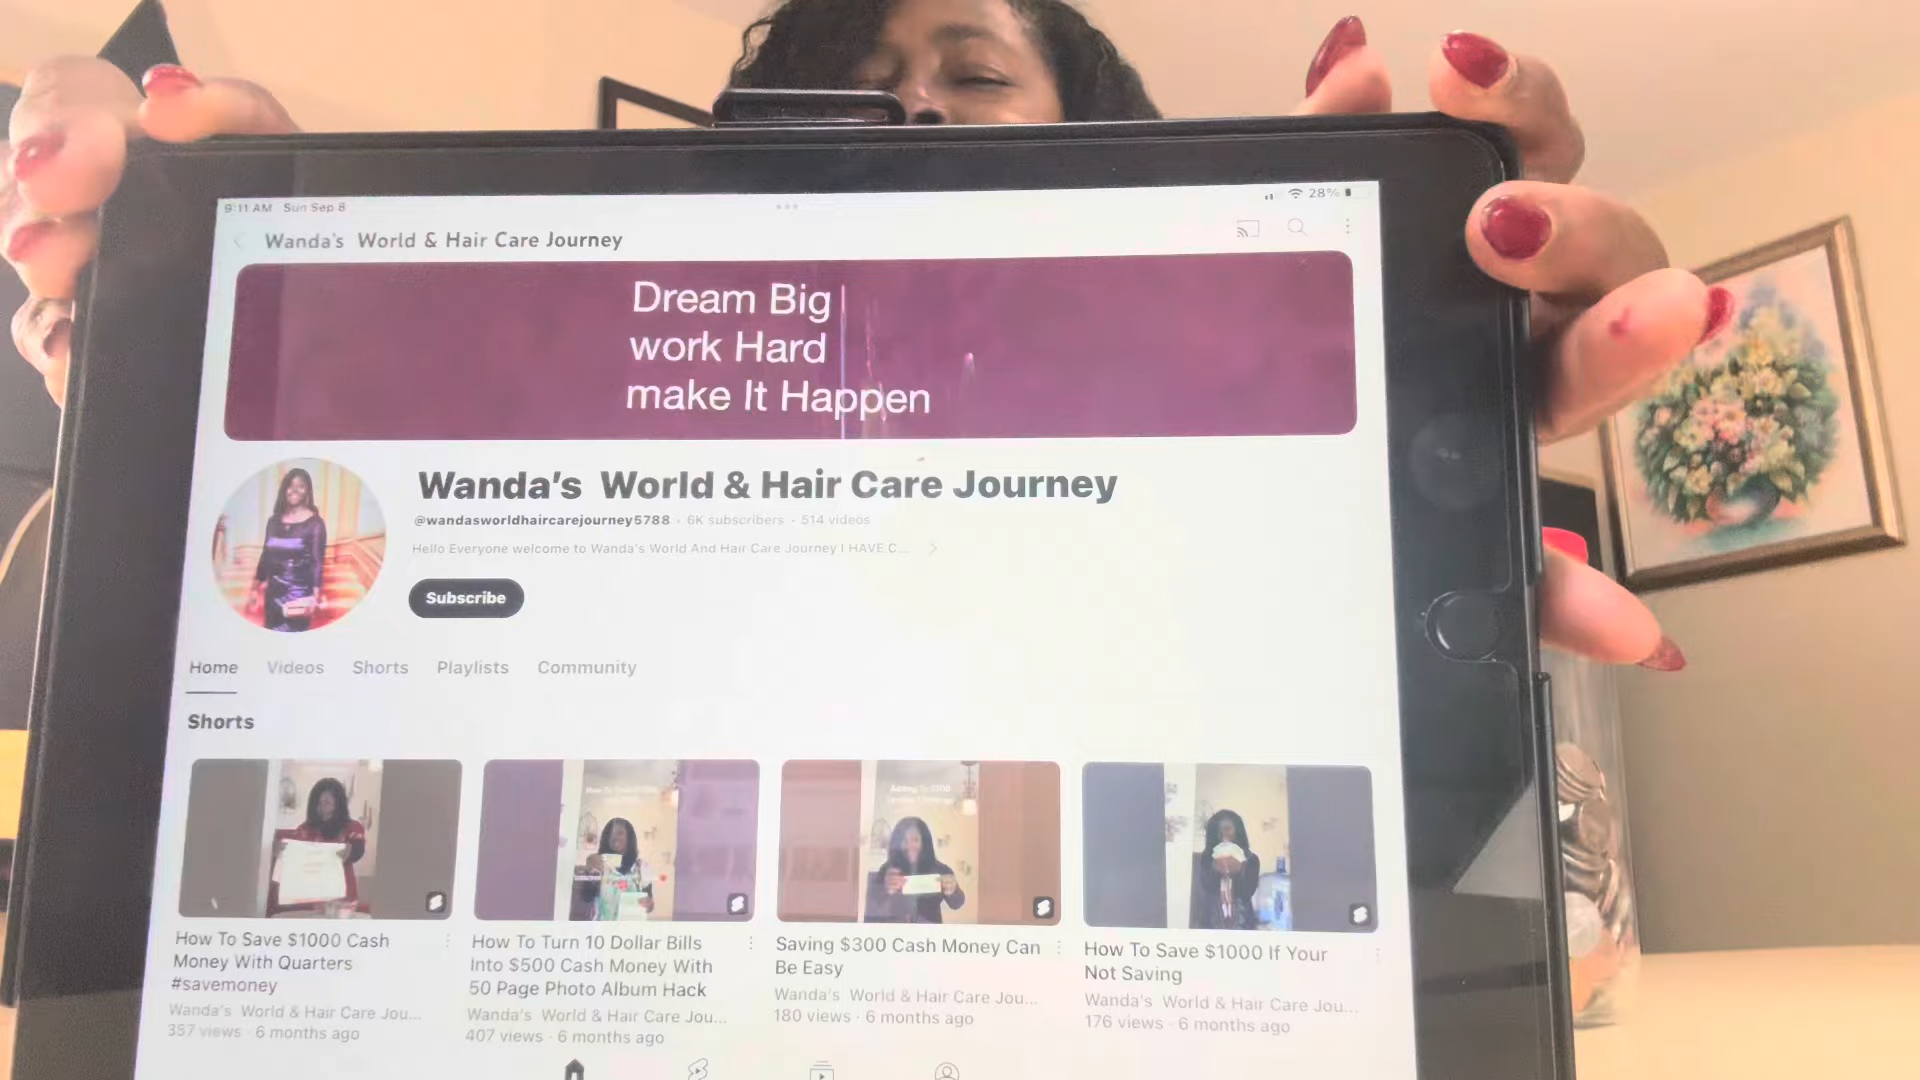 9:11 AM Sun Sep 8
28%
Wanda's World & Hair Care Journey
Dream Big
work Hard
make It Happen
Wanda's World & Hair Care Journey
@wandasworldhaircarejourney5788 · 6K subscribers · 514 videos
Hello Everyone welcome to Wanda's World And Hair Care Journey I HAVE C...
Subscribe
Home Videos Shorts Playlists Community
Shorts
How To Save $1000 Cash
Money With Quarters
#savemoney
Wanda's World & Hair Care Jou...
357 views · 6 months ago
How To Turn 10 Dollar Bills
Into $500 Cash Money With
50 Page Photo Album Hack
Wanda's World & Hair Care Jou...
407 views · 6 months ago
Saving $300 Cash Money Can
Be Easy
Wanda's World & Hair Care Jou...
180 views · 6 months ago
How To Save $1000 If Your
Not Saving
Wanda's World & Hair Care Jou...
176 views · 6 months ago